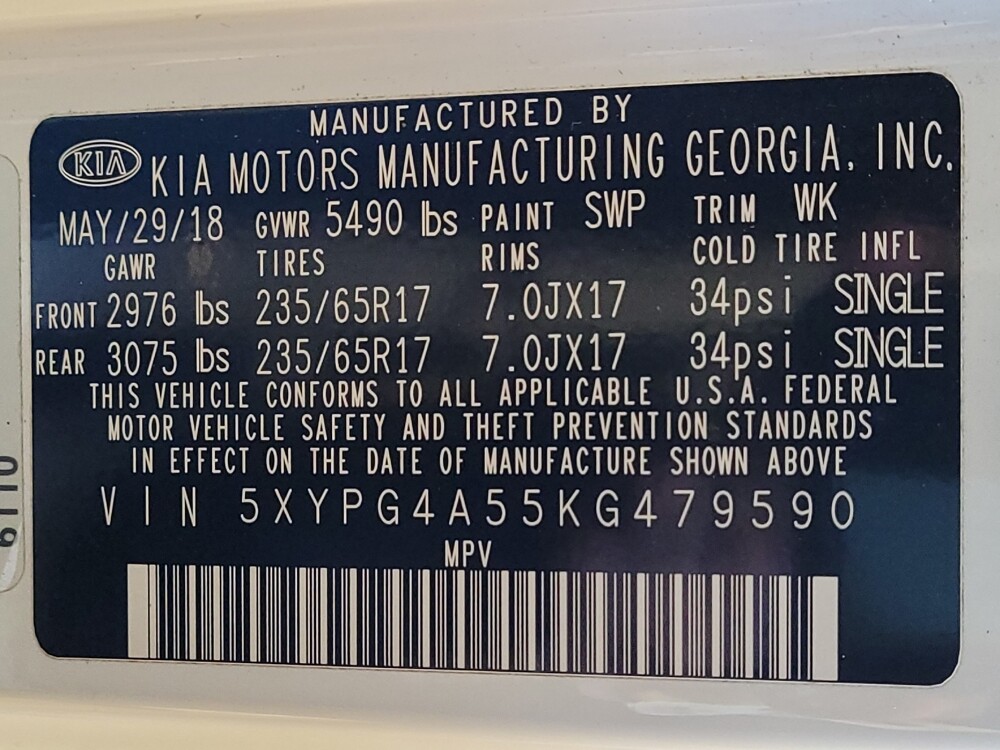 MANUFACTURED BY
KIA KIA MOTORS MANUFACTURING GEORGIA, INC.
MAY/29/18 GVWR 5490 lbs PAINT SWP TRIM WK
GAWR TIRES RIMS COLD TIRE INFL
FRONT 2976 lbs 235/65R17 7.0JX17 34psi SINGLE
REAR 3075 lbs 235/65R17 7.0JX17 34psi SINGLE
THIS VEHICLE CONFORMS TO ALL APPLICABLE U.S.A. FEDERAL
MOTOR VEHICLE SAFETY AND THEFT PREVENTION STANDARDS
IN EFFECT ON THE DATE OF MANUFACTURE SHOWN ABOVE
VIN 5XYPG4A55KG479590
MPV